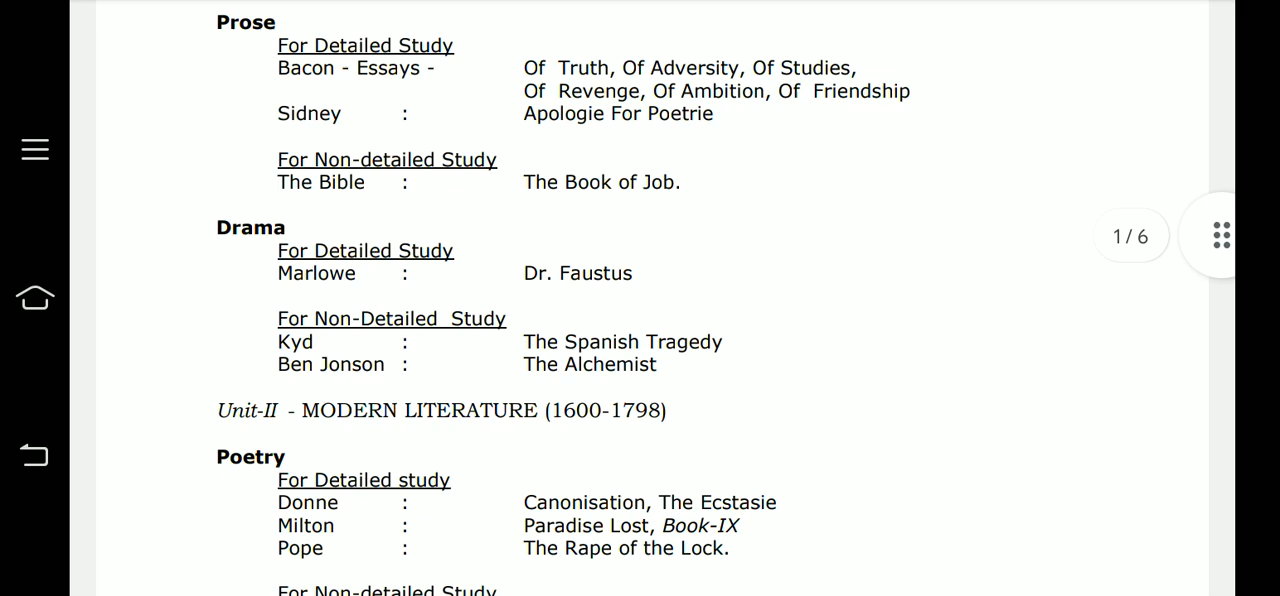 Prose
For Detailed Study
Bacon - Essays - Of Truth, Of Adversity, Of Studies,
Of Revenge, Of Ambition, Of Friendship
Sidney : Apologie For Poetrie
For Non-detailed Study
The Bible : The Book of Job.
Drama
For Detailed Study
Marlowe : Dr. Faustus
1/6
For Non-Detailed Study
Kyd : The Spanish Tragedy
Ben Jonson : The Alchemist
Unit-II - MODERN LITERATURE (1600-1798)
Poetry
For Detailed study
Donne : Canonisation, The Ecstasie
Milton : Paradise Lost, Book-IX
Pope : The Rape of the Lock.
For Non-detailed Study